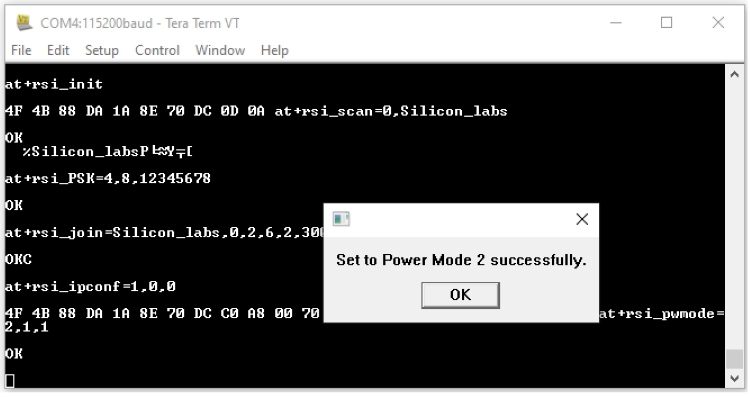 COM4:115200baud - Tera Term VT
File Edit Setup Control Window Help
at+rsi_init
4F 4B 88 DA 1A 8E 70 DC 0D 0A at+rsi_scan=0,Silicon_labs
OK
%Silicon_labsP
at+rsi_PSK=4,8,12345678
OK
at+rsi_join=Silicon_labs,0,2,6,2,300
OKC
at+rsi_ipconf=1,0,0
4F 4B 88 DA 1A 8E 70 DC C0 A8 00 70 at+rsi_pwmode=
2,1,1
OK
Set to Power Mode 2 successfully.
OK